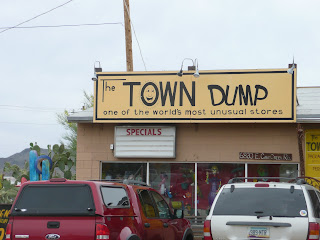 The TOWN DUMP
one of the world's most unusual stores
SPECIALS